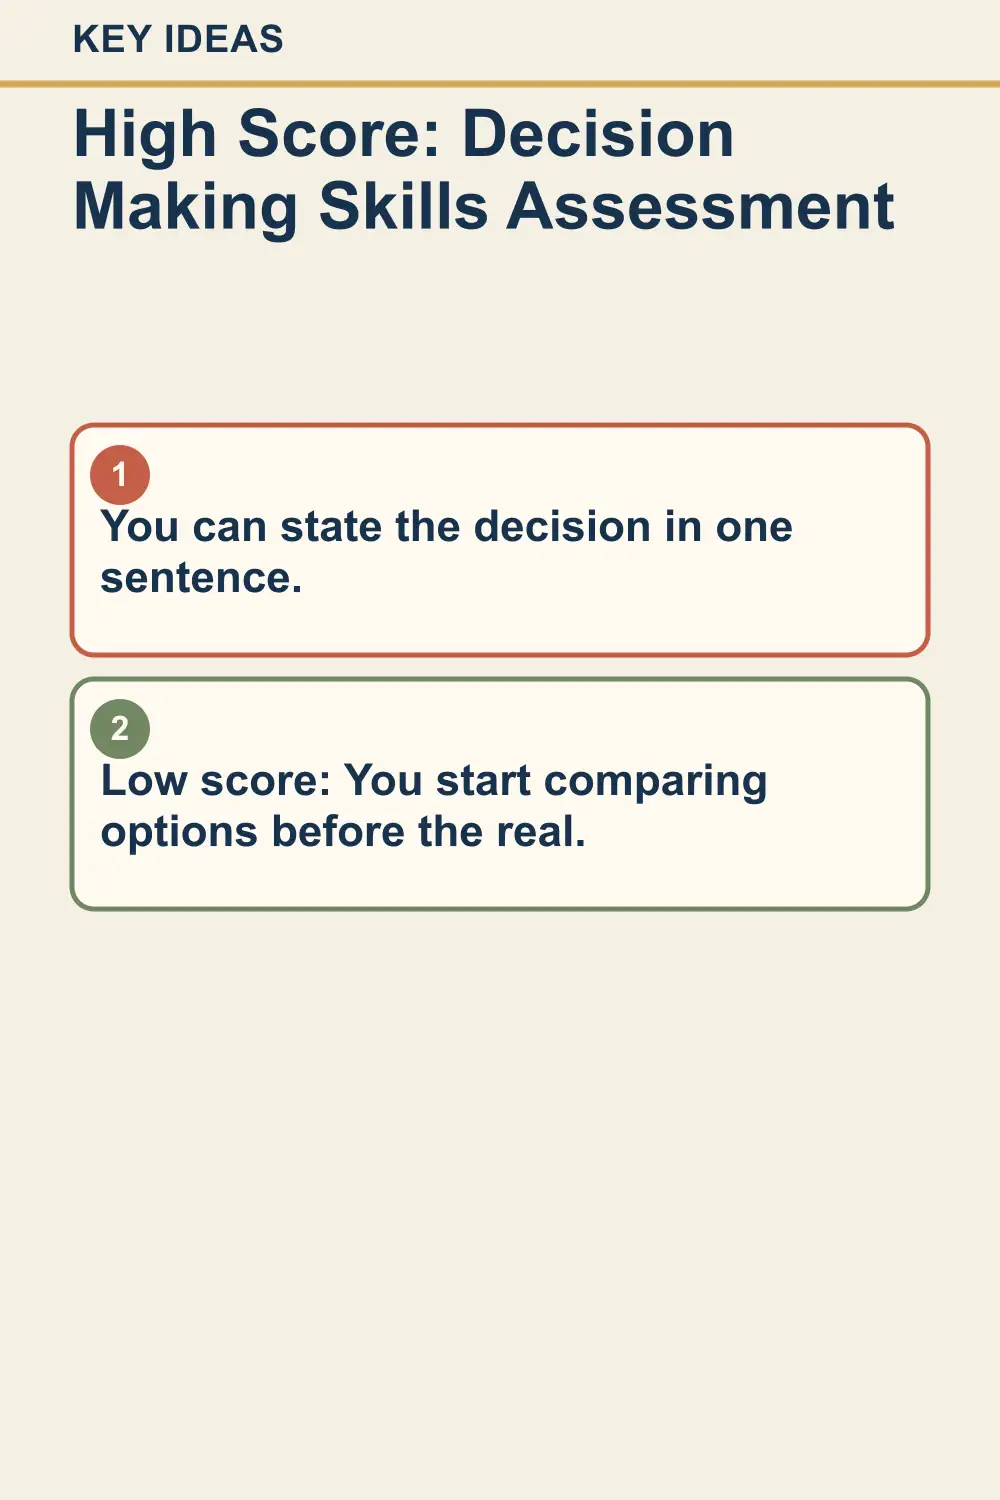 KEY IDEAS
High Score: Decision
Making Skills Assessment
1
You can state the decision in one
sentence.
2
Low score: You start comparing
options before the real.